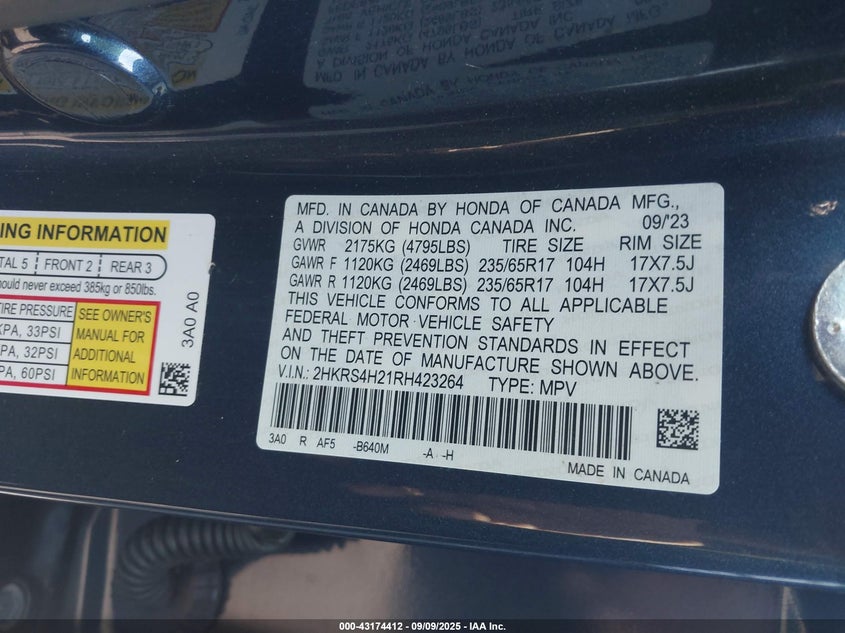 NG INFORMATION
TAL 5 FRONT 2 REAR 3
hould never exceed 385kg or 850lbs.
TIRE PRESSURE
KPA, 33PSI
PA, 32PSI
PA, 60PSI
SEE OWNER'S
MANUAL FOR
ADDITIONAL
INFORMATION
3A0 A0
MFD. IN CANADA BY HONDA OF CANADA MFG.,
A DIVISION OF HONDA CANADA INC. 09/'23
GVWR 2175KG (4795LBS) TIRE SIZE RIM SIZE
GAWR F 1120KG (2469LBS) 235/65R17 104H 17X7.5J
GAWR R 1120KG (2469LBS) 235/65R17 104H 17X7.5J
THIS VEHICLE CONFORMS TO ALL APPLICABLE
FEDERAL MOTOR VEHICLE SAFETY
AND THEFT PREVENTION STANDARDS IN EFFECT
ON THE DATE OF MANUFACTURE SHOWN ABOVE.
V.I.N.: 2HKRS4H21RH423264 TYPE: MPV
3A0 R AF5 -B640M -A -H
MADE IN CANADA
000-43174412 - 09/09/2025 - IAA Inc.